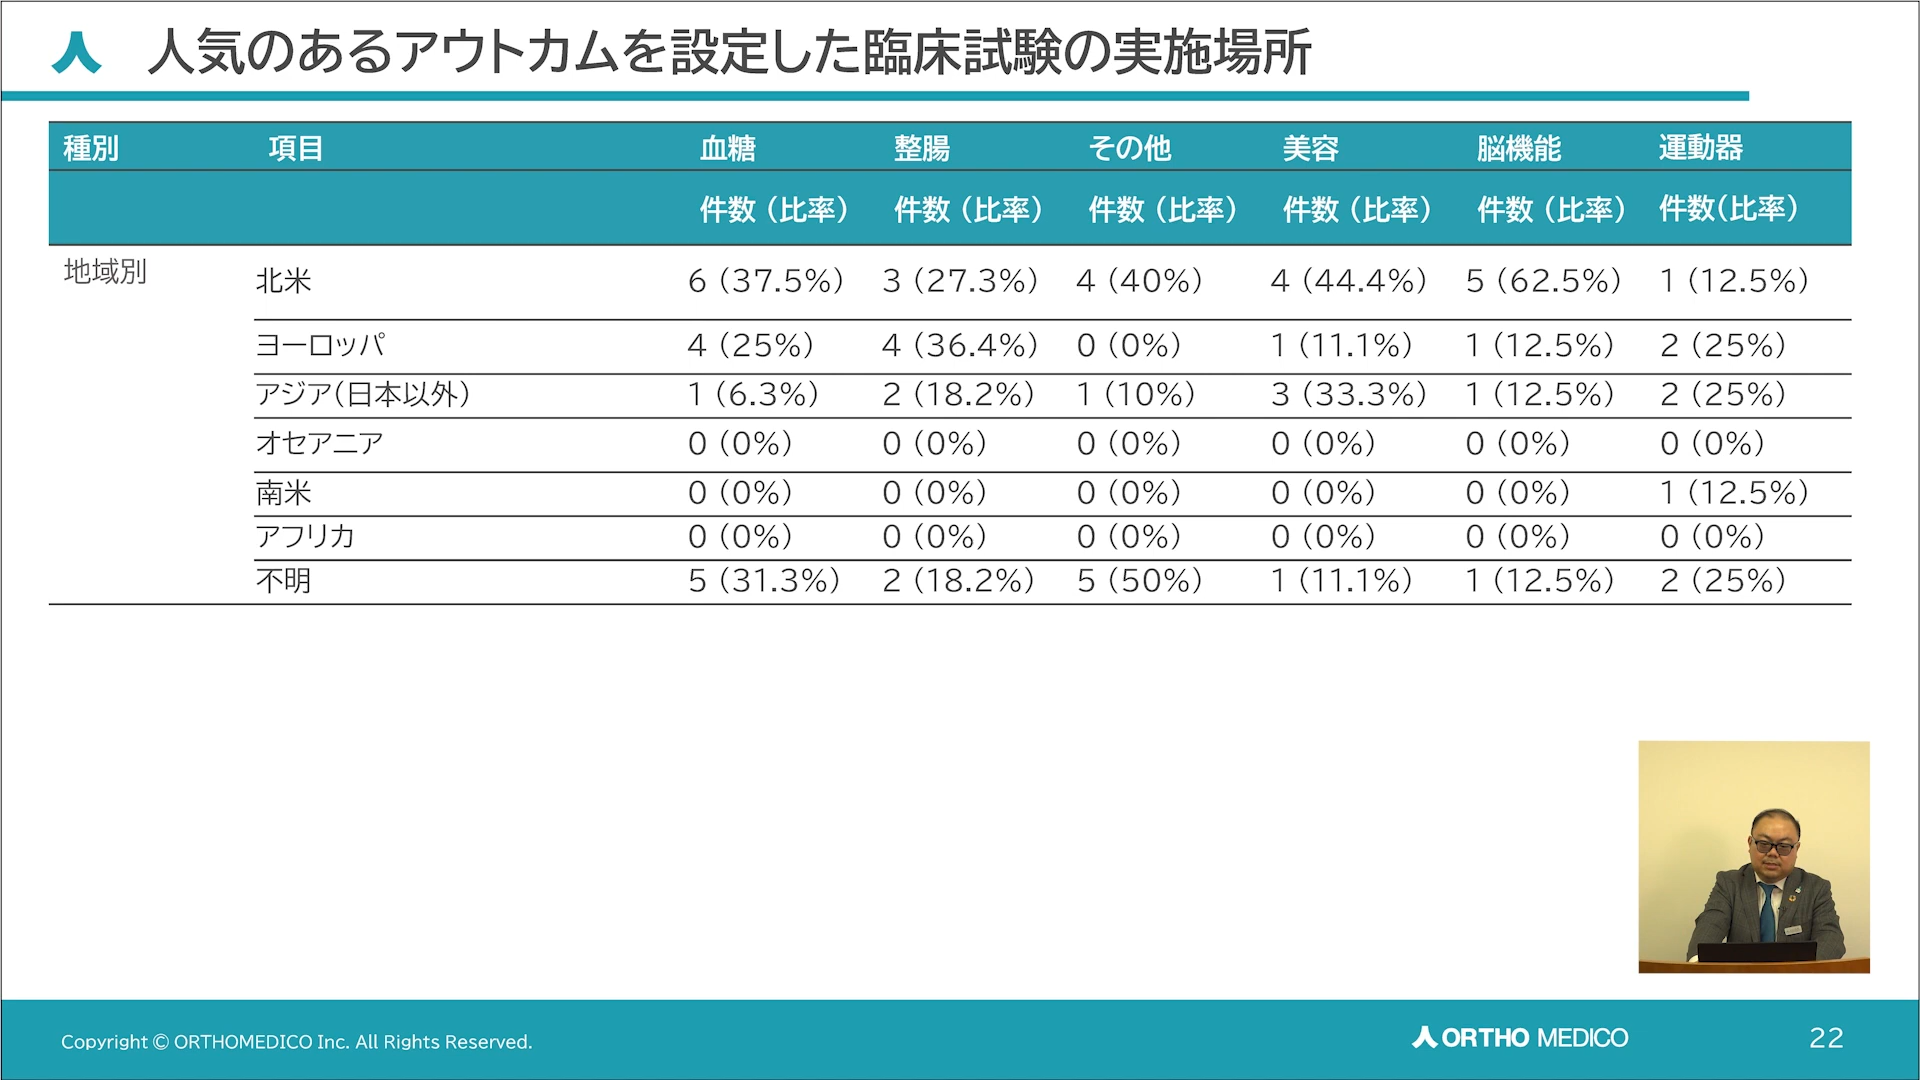 人気のあるアウトカムを設定した臨床試験の実施場所
種別 項目 血糖 整腸 その他 美容 脳機能 運動器
件数（比率） 件数（比率） 件数（比率） 件数（比率） 件数（比率） 件数（比率）
地域別 北米 6（37.5%） 3（27.3%） 4（40%） 4（44.4%） 5（62.5%） 1（12.5%）
ヨーロッパ 4（25%） 4（36.4%） 0（0%） 1（11.1%） 1（12.5%） 2（25%）
アジア（日本以外） 1（6.3%） 2（18.2%） 1（10%） 3（33.3%） 1（12.5%） 2（25%）
オセアニア 0（0%） 0（0%） 0（0%） 0（0%） 0（0%） 0（0%）
南米 0（0%） 0（0%） 0（0%） 0（0%） 0（0%） 1（12.5%）
アフリカ 0（0%） 0（0%） 0（0%） 0（0%） 0（0%） 0（0%）
不明 5（31.3%） 2（18.2%） 5（50%） 1（11.1%） 1（12.5%） 2（25%）
Copyright © ORTHOMEDICO Inc. All Rights Reserved.
ORTHO MEDICO
22